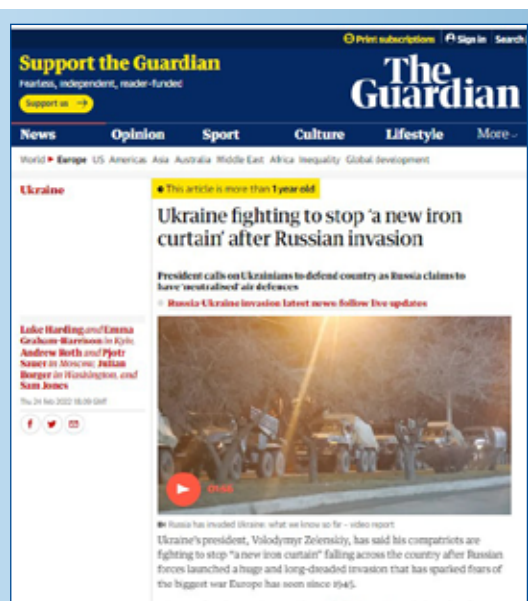 Print subscriptions Sign in Search
Support the Guardian
Fearless, independent, reader-funded
Support us →
The
Guardian
News Opinion Sport Culture Lifestyle More
World Europe US Americas Asia Australia Middle East Africa Inequality Global development
Ukraine
This article is more than 1 year old
Ukraine fighting to stop ‘a new iron
curtain’ after Russian invasion
President calls on Ukrainians to defend country as Russia claims to
have ‘neutralised’ air defences
Russia-Ukraine invasion latest news: follow live updates
Luke Harding and Emma
Graham-Harrison in Kyiv,
Andrew Roth and Pjotr
Sauer in Moscow, Julian
Borger in Washington, and
Sam Jones
Thu 24 Feb 2022 18.09 GMT
Russia has invaded Ukraine: what we know so far – video report
Ukraine's president, Volodymyr Zelenskiy, has said his compatriots are
fighting to stop “a new iron curtain” falling across the country after Russian
forces launched a huge and long-dreaded invasion that has sparked fears of
the biggest war Europe has seen since 1945.